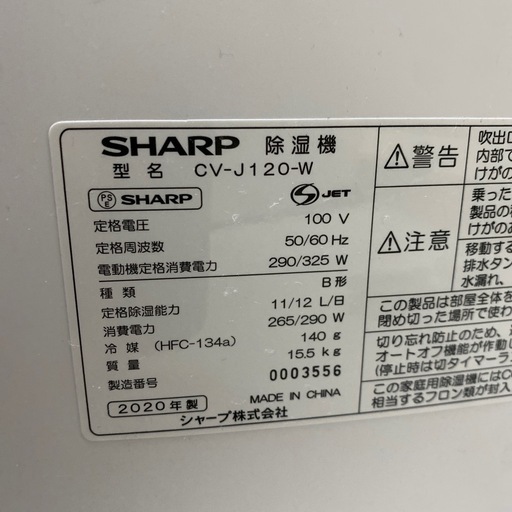 SHARP 除湿機
型名 CV-J120-W
PSE SHARP S JET
定格電圧 100 V
定格周波数 50/60 Hz
電動機定格消費電力 290/325 W
種類 B形
定格除湿能力 11/12 L/日
消費電力 265/290 W
冷媒 (HFC-134a) 140 g
質量 15.5 kg
製造番号 0003556
2020年製 MADE IN CHINA
シャープ株式会社
警告
吹出口
内部で
けがの
注意
乗った
製品の
けがの
移動する
排水タン
水漏れ、
この製品は部屋全体を
閉め切った場所で使わ
切り忘れ防止のため、
オートオフ機能が作動し
(停止時は切タイマーラ
この家庭用除湿機にはC
相当するフロン類が封入